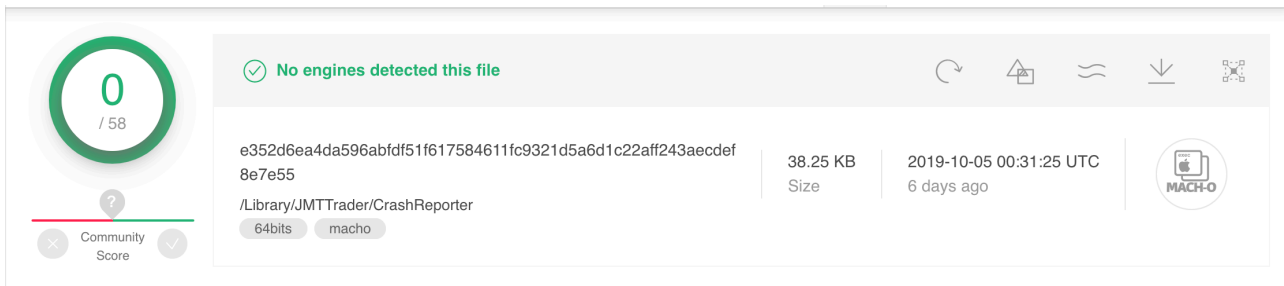 0
/ 58
?
Community
Score
No engines detected this file
e352d6ea4da596abfdf51f617584611fc9321d5a6d1c22aff243aecdef
8e7e55
/Library/JMTTrader/CrashReporter
64bits macho
38.25 KB
Size
2019-10-05 00:31:25 UTC
6 days ago
MACH-O